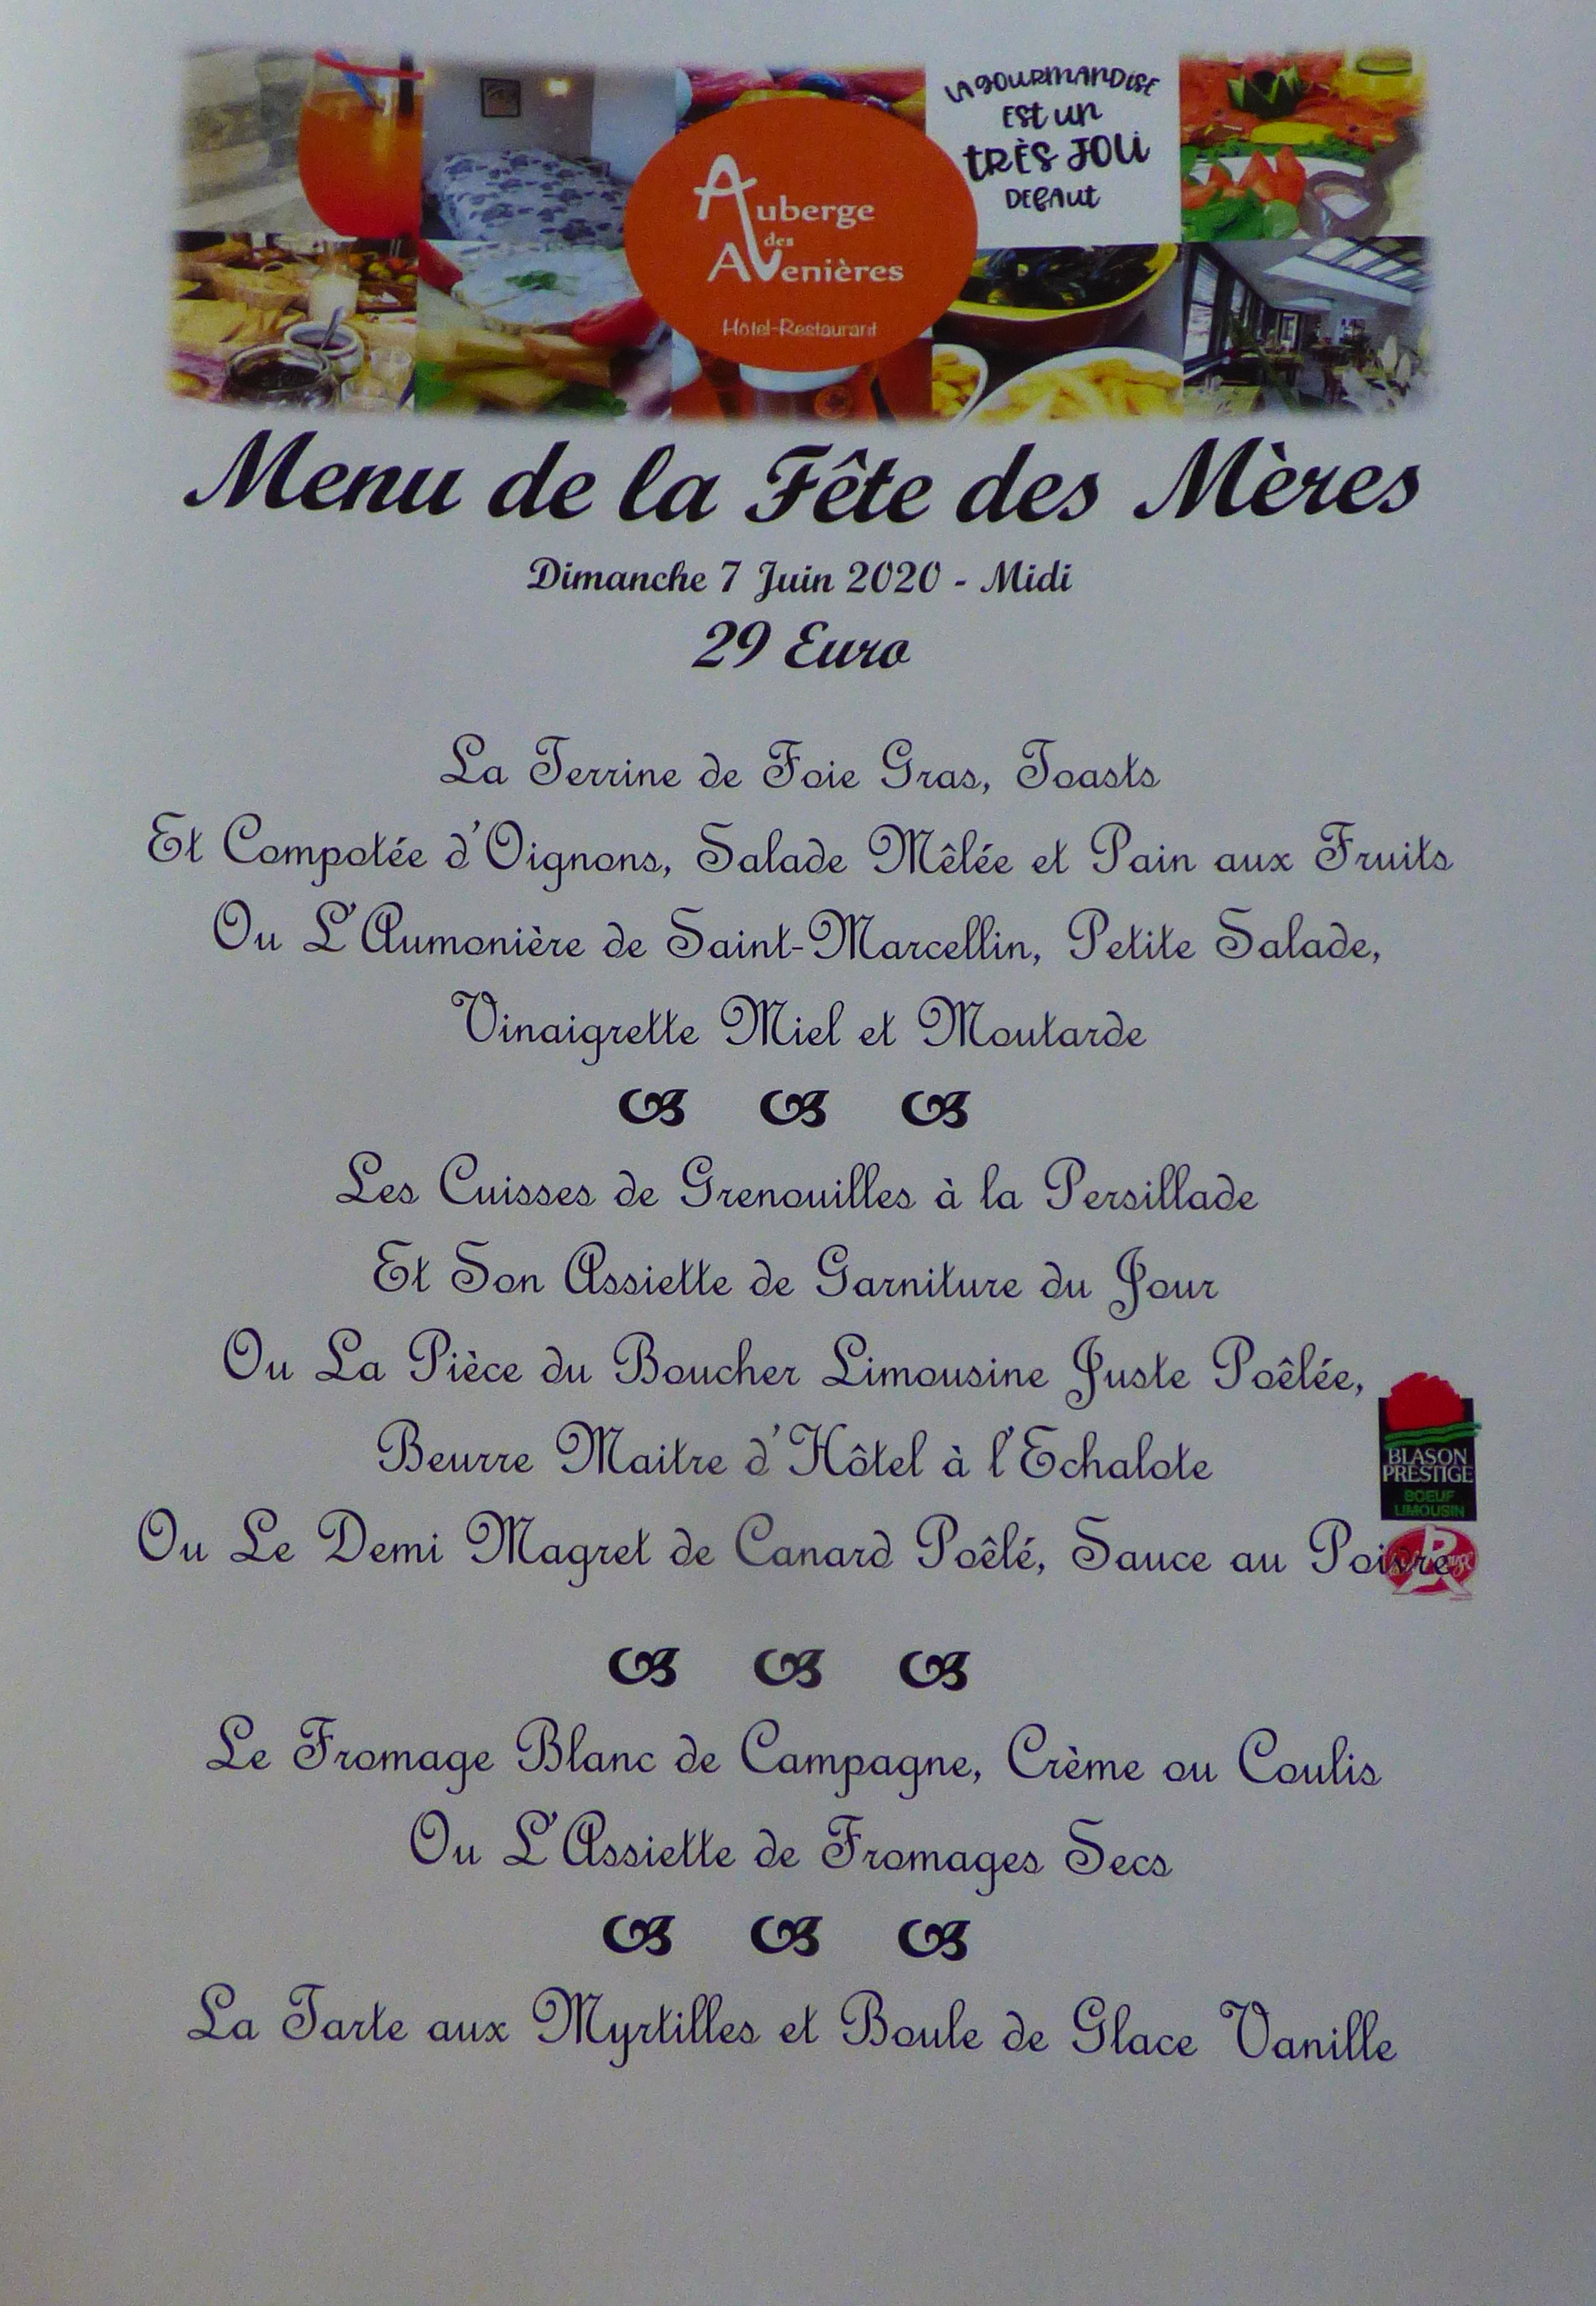 LA GOURMANDISE
EST UN
TRÈS JOLI
DEFAUT
Auberge
des
Avenières
Hôtel-Restaurant
Menu de la Fête des Mères
Dimanche 7 Juin 2020 - Midi
29 Euro
La Terrine de Foie Gras, Toasts
Et Compotée d'Oignons, Salade Mêlée et Pain aux Fruits
Ou L'Aumonière de Saint-Marcellin, Petite Salade,
Vinaigrette Miel et Moutarde
Les Cuisses de Grenouilles à la Persillade
Et Son Assiette de Garniture du Jour
Ou La Pièce du Boucher Limousine Juste Poêlée,
Beurre Maitre d'Hôtel à l'Echalote
BLASON
PRESTIGE
BOEUF
LIMOUSIN
Ou Le Demi Magret de Canard Poêlé, Sauce au Poivre
Le Fromage Blanc de Campagne, Crème ou Coulis
Ou L'Assiette de Fromages Secs
La Tarte aux Myrtilles et Boule de Glace Vanille